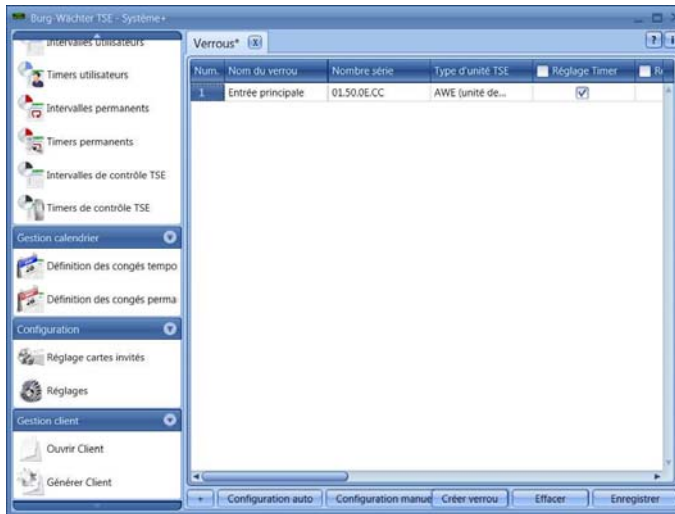 Burg-Wächter TSE - Système+
Intervalles utilisateurs
Timers utilisateurs
Intervalles permanents
Timers permanents
Intervalles de contrôle TSE
Timers de contrôle TSE
Gestion calendrier
Définition des congés tempo
Définition des congés perma
Configuration
Réglage cartes invités
Réglages
Gestion client
Ouvrir Client
Générer Client
Verrous* x
? i
Num. Nom du verrou Nombre série Type d'unité TSE Réglage Timer R
1 Entrée principale 01.50.0E.CC AWE (unité de...
+ Configuration auto Configuration manue Créer verrou Effacer Enregistrer